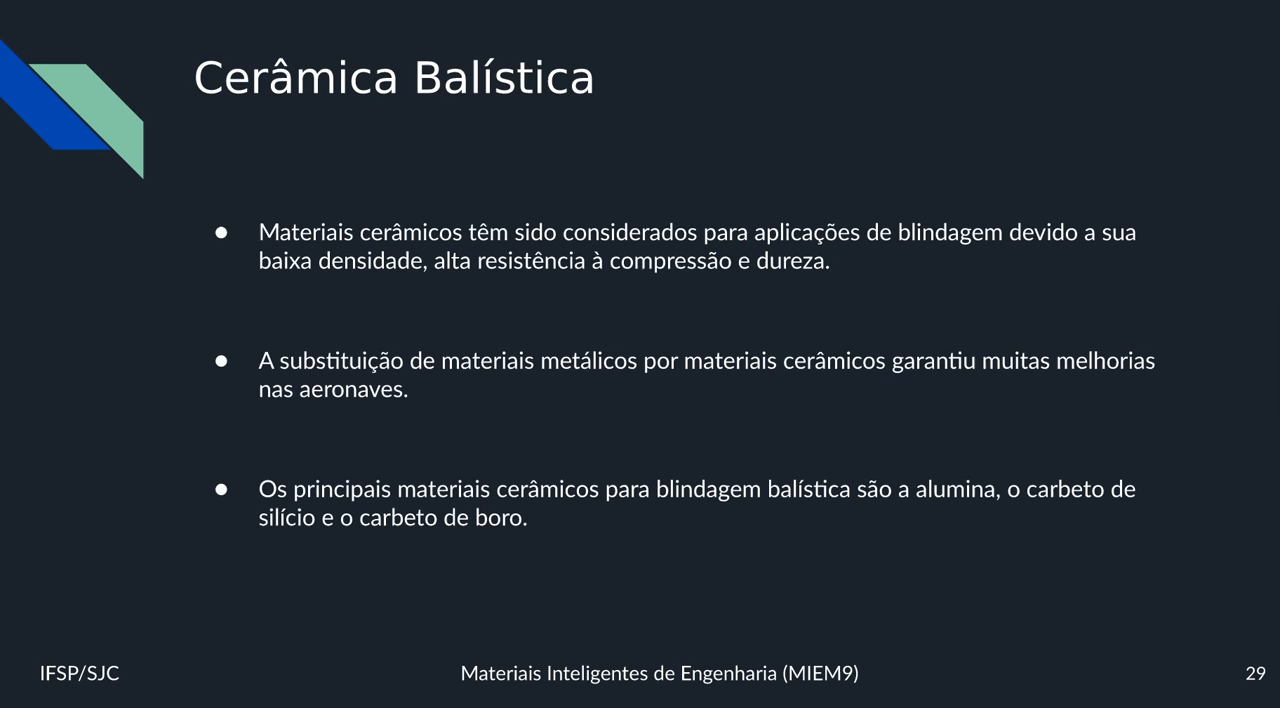 Cerâmica Balística
● Materiais cerâmicos têm sido considerados para aplicações de blindagem devido a sua
baixa densidade, alta resistência à compressão e dureza.
● A substituição de materiais metálicos por materiais cerâmicos garantiu muitas melhorias
nas aeronaves.
● Os principais materiais cerâmicos para blindagem balística são a alumina, o carbeto de
silício e o carbeto de boro.
IFSP/SJC
Materiais Inteligentes de Engenharia (MIEM9)
29